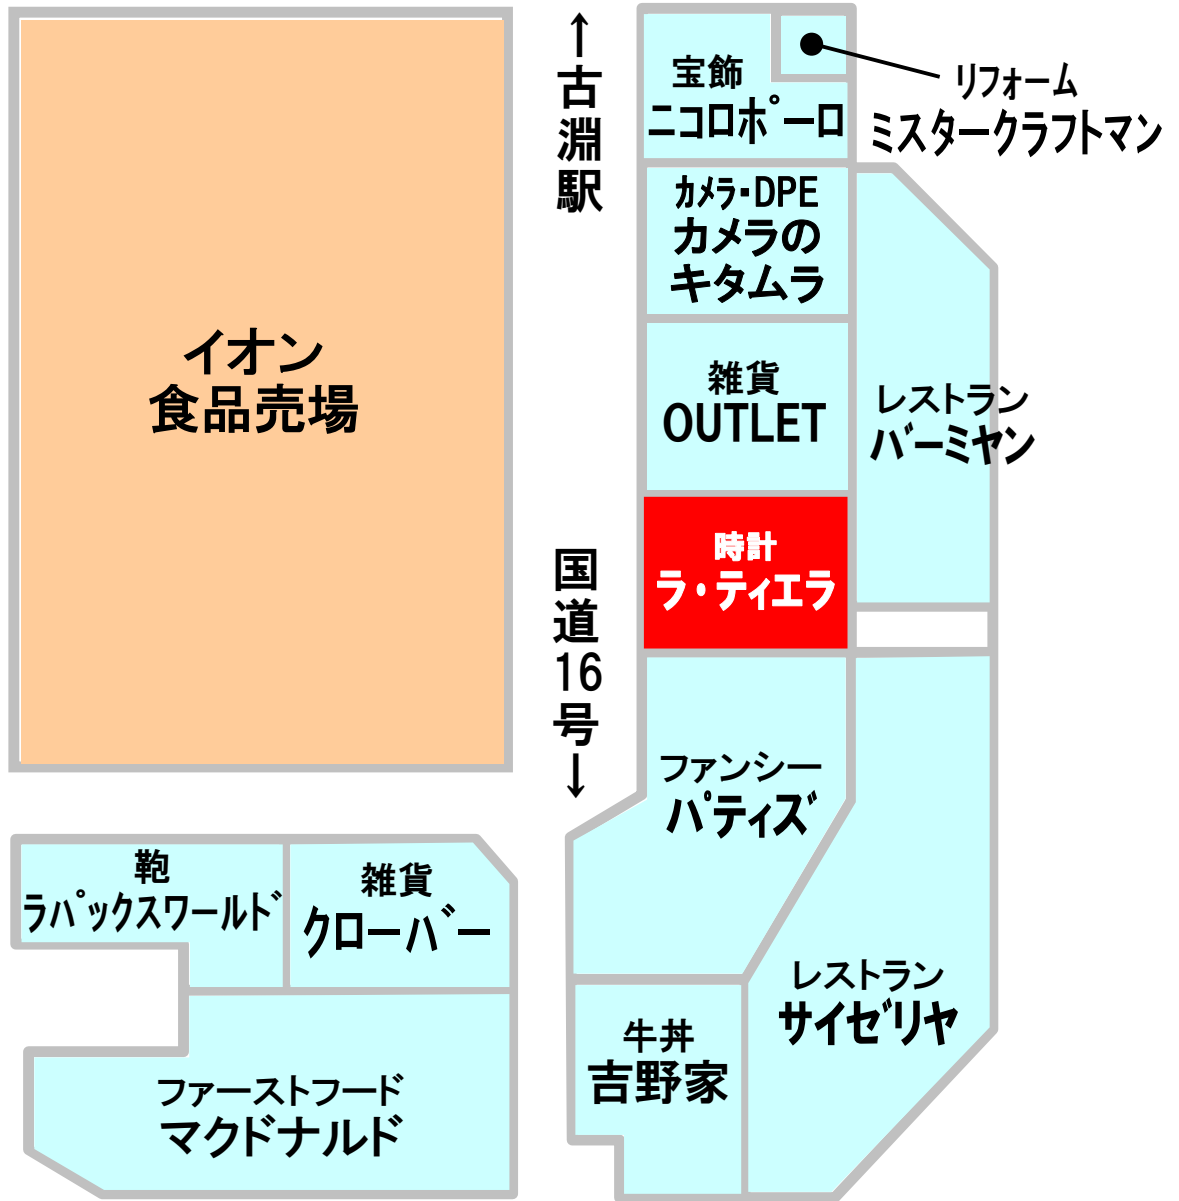 ←古淵駅
国道16号→
宝飾
ニコロポーロ
リフォーム
ミスタークラフトマン
カメラ・DPE
カメラの
キタムラ
イオン
食品売場
雑貨
OUTLET
レストラン
バーミヤン
時計
ラ・ティエラ
ファンシー
パティズ
鞄
ラパックスワールド
雑貨
クローバー
レストラン
サイゼリヤ
牛丼
吉野家
ファーストフード
マクドナルド